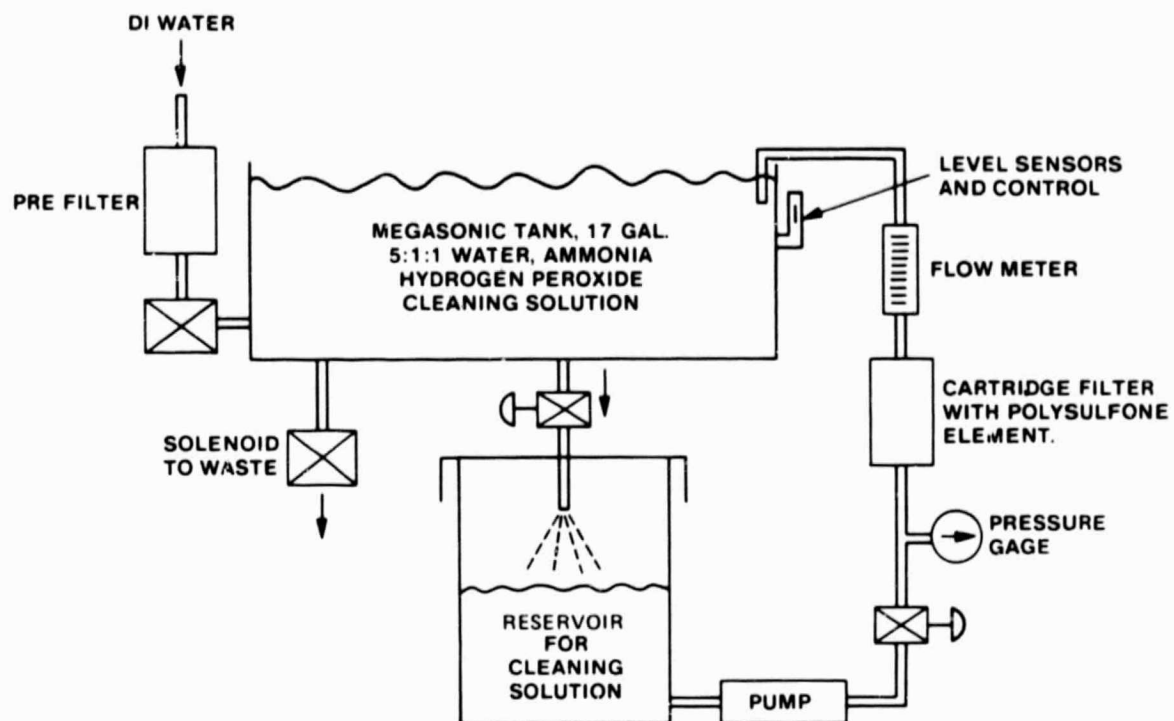 DI WATER
PRE FILTER
MEGASONIC TANK, 17 GAL.
5:1:1 WATER, AMMONIA
HYDROGEN PEROXIDE
CLEANING SOLUTION
LEVEL SENSORS
AND CONTROL
FLOW METER
CARTRIDGE FILTER
WITH POLYSULFONE
ELEMENT.
SOLENOID
TO WASTE
PRESSURE
GAGE
RESERVOIR
FOR
CLEANING
SOLUTION
PUMP